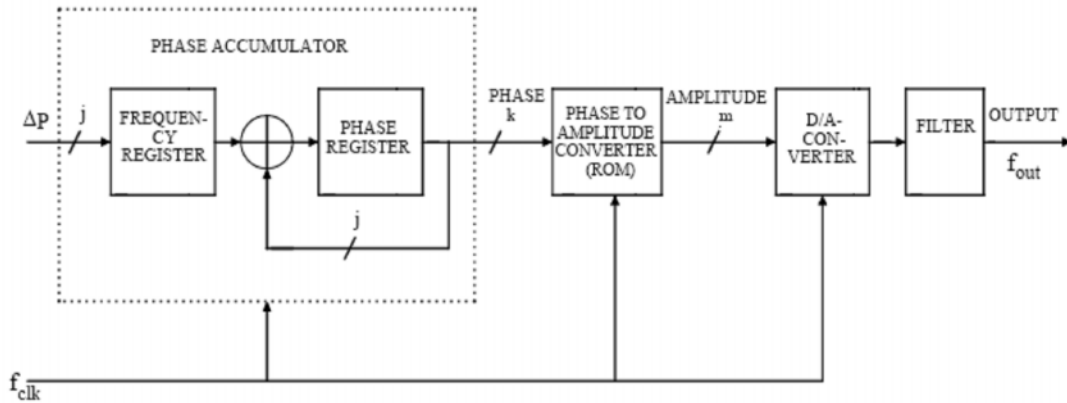 PHASE ACCUMULATOR
ΔP
j
FREQUEN-
CY
REGISTER
PHASE
REGISTER
j
PHASE
k
PHASE TO
AMPLITUDE
CONVERTER
(ROM)
AMPLITUDE
m
D/A-
CON-
VERTER
FILTER
OUTPUT
fout
fclk